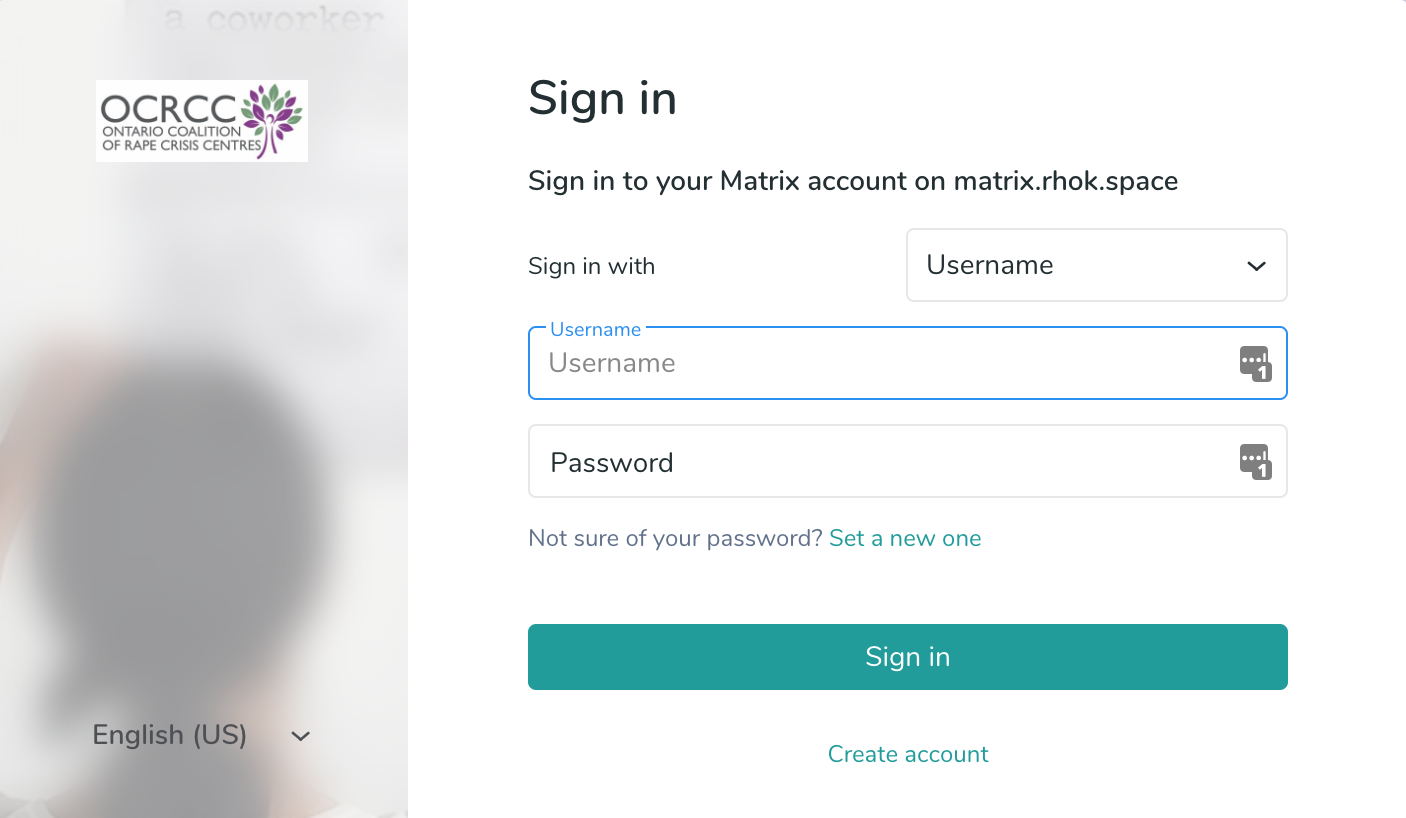 a coworker
OCRCC
ONTARIO COALITION
OF RAPE CRISIS CENTRES
English (US)
Sign in
Sign in to your Matrix account on matrix.rhok.space
Sign in with
Username
Username
Username
Password
Not sure of your password? Set a new one
Sign in
Create account